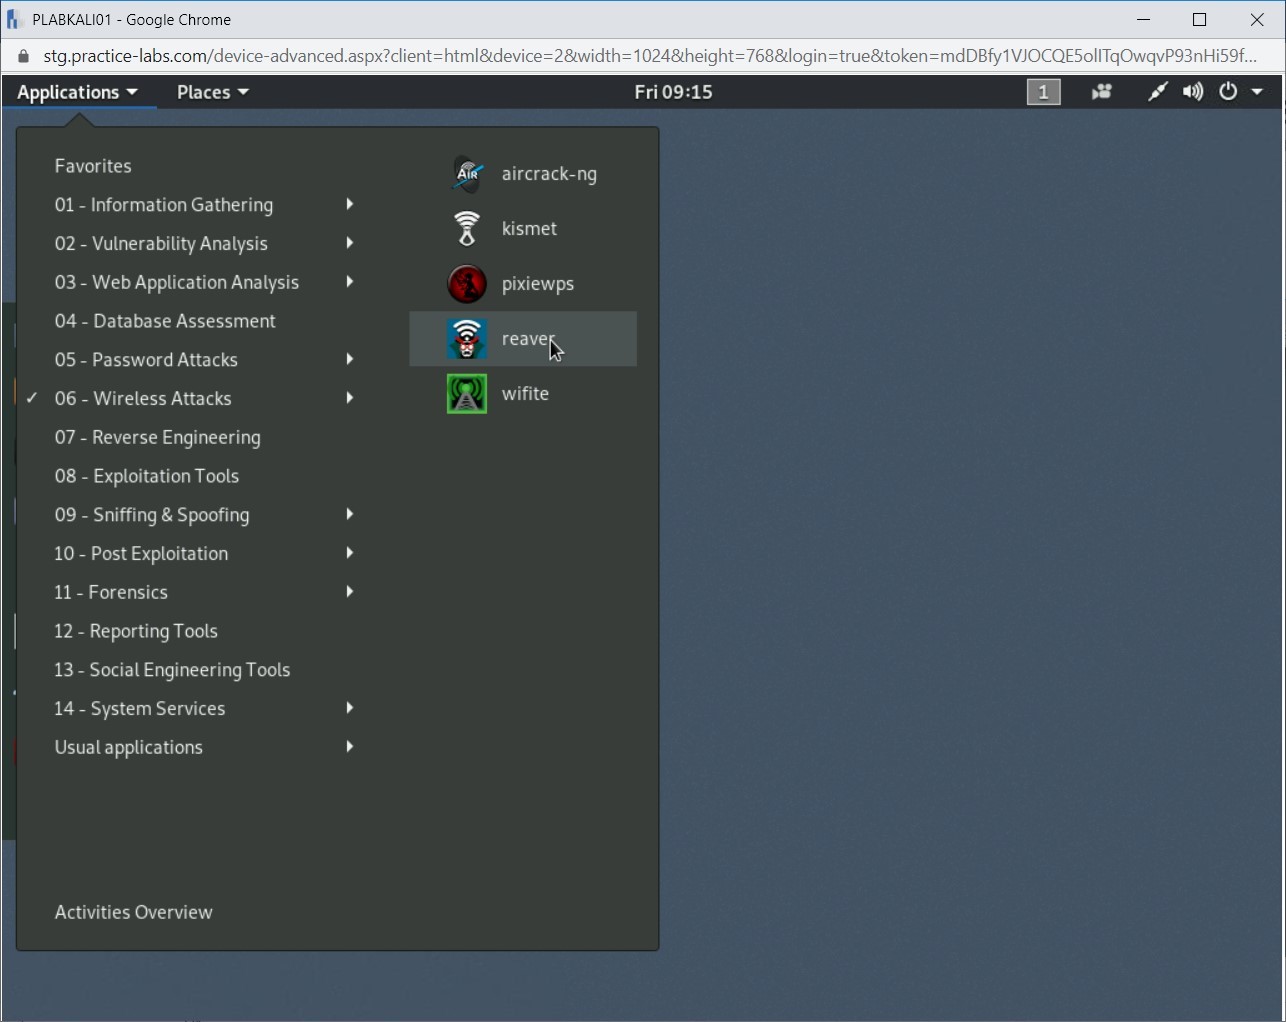 PLABKALI01 - Google Chrome
stg.practice-labs.com/device-advanced.aspx?client=html&device=2&width=1024&height=768&login=true&token=mdDBfy1VJOCQE5olITqOwqvP93nHi59f...
Applications Places Fri 09:15 1
Favorites
01 - Information Gathering
02 - Vulnerability Analysis
03 - Web Application Analysis
04 - Database Assessment
05 - Password Attacks
✓ 06 - Wireless Attacks
07 - Reverse Engineering
08 - Exploitation Tools
09 - Sniffing & Spoofing
10 - Post Exploitation
11 - Forensics
12 - Reporting Tools
13 - Social Engineering Tools
14 - System Services
Usual applications
Activities Overview
AIR
aircrack-ng
kismet
pixiewps
reaver
wifite